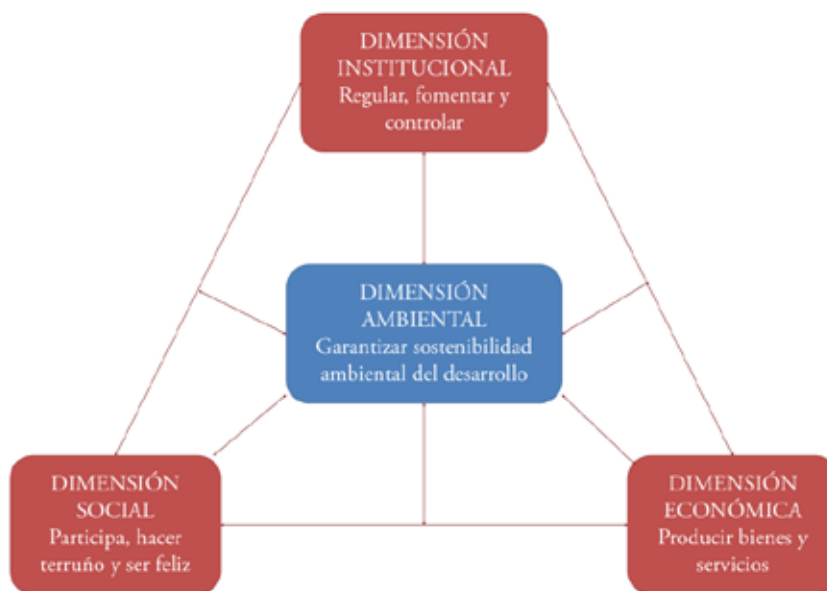 DIMENSIÓN
INSTITUCIONAL
Regular, fomentar y
controlar
DIMENSIÓN
AMBIENTAL
Garantizar sostenibilidad
ambiental del desarrollo
DIMENSIÓN
SOCIAL
Participa, hacer
terruño y ser feliz
DIMENSIÓN
ECONÓMICA
Producir bienes y
servicios